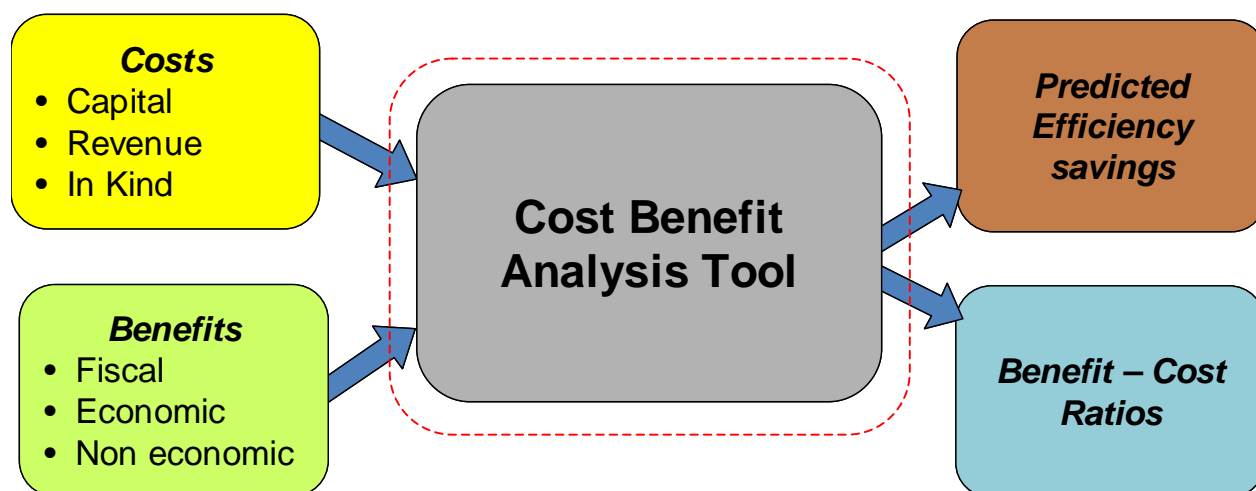 Costs
• Capital
• Revenue
• In Kind
Benefits
• Fiscal
• Economic
• Non economic
Cost Benefit
Analysis Tool
Predicted
Efficiency
savings
Benefit – Cost
Ratios